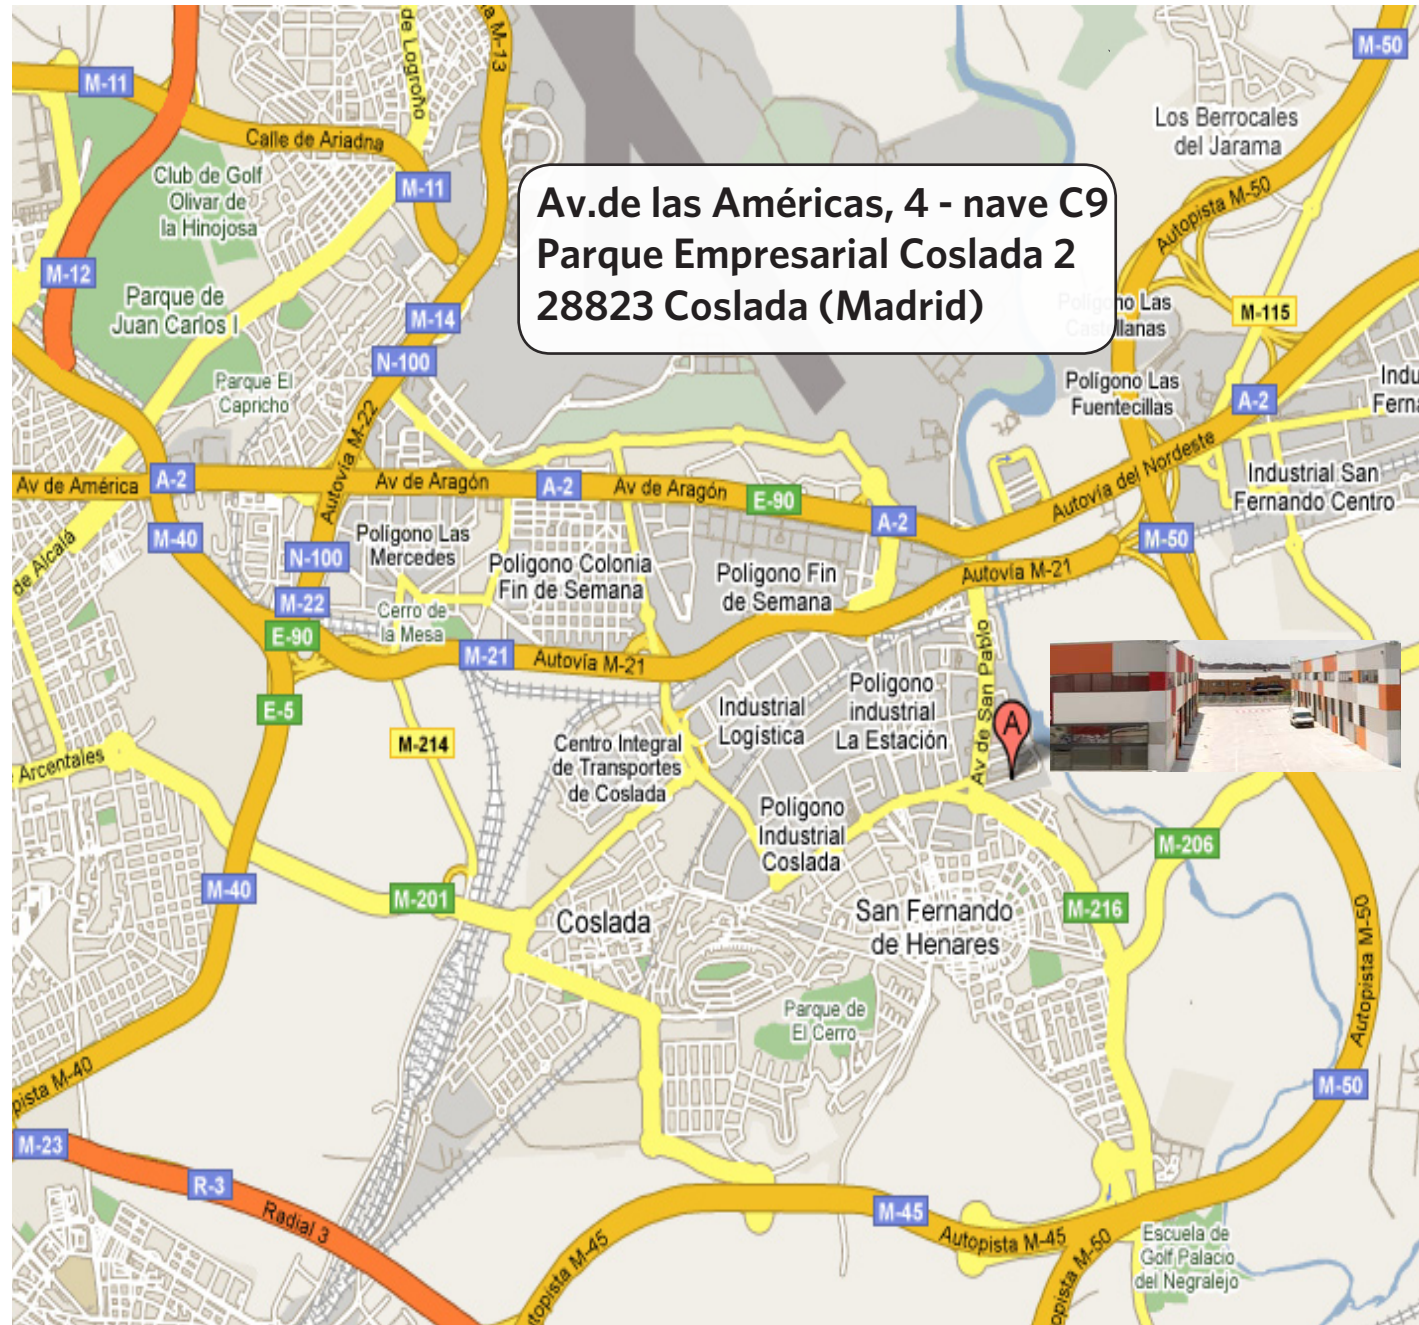 de Logroño
M-13
M-50
M-11
Calle de Ariadna
Los Berrocales
del Jarama
Club de Golf
Olivar de
la Hinojosa
M-11
Autopista M-50
Av.de las Américas, 4 - nave C9
Parque Empresarial Coslada 2
28823 Coslada (Madrid)
M-12
Parque de
Juan Carlos I
M-14
Polígono Las
Castellanas
M-115
N-100
Parque El
Capricho
Polígono Las
Fuentecillas
A-2
Indu
Ferna
Autovía M-22
Av de América
A-2
Av de Aragón
A-2
Av de Aragón
E-90
A-2
Autovía del Nordeste
Industrial San
Fernando Centro
M-40
M-50
de Alcalá
N-100
Polígono Las
Mercedes
Polígono Colonia
Fin de Semana
Polígono Fin
de Semana
Autovía M-21
M-22
Cerro de
la Mesa
E-90
M-21
Autovía M-21
Av de San Pablo
E-5
M-214
Industrial
Logística
Polígono
industrial
La Estación
A
Arcentales
Centro Integral
de Transportes
de Coslada
Polígono
Industrial
Coslada
M-206
M-40
M-201
Coslada
San Fernando
de Henares
M-216
Autopista M-50
Parque de
El Cerro
opista M-40
M-50
M-23
R-3
Radial 3
M-45
Autopista M-45
Autopista M-45
M-50
Escuela de
Golf Palacio
del Negralejo